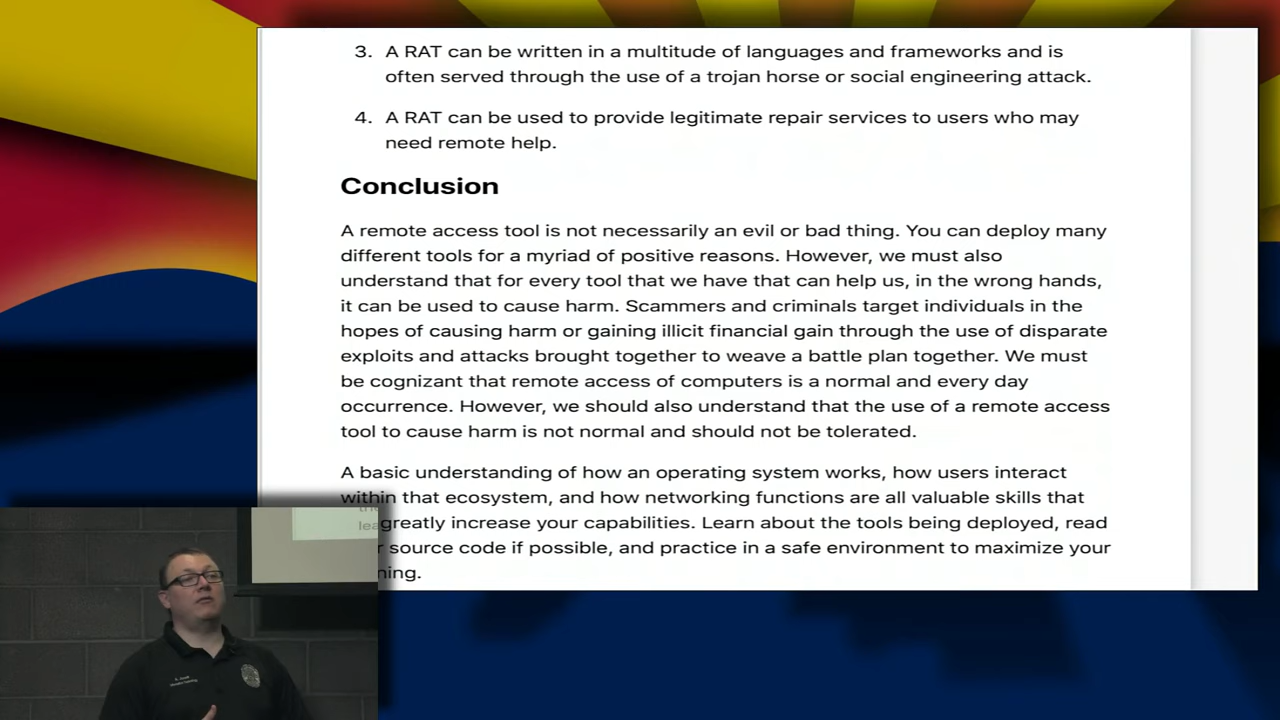 3. A RAT can be written in a multitude of languages and frameworks and is
often served through the use of a trojan horse or social engineering attack.
4. A RAT can be used to provide legitimate repair services to users who may
need remote help.
Conclusion
A remote access tool is not necessarily an evil or bad thing. You can deploy many
different tools for a myriad of positive reasons. However, we must also
understand that for every tool that we have that can help us, in the wrong hands,
it can be used to cause harm. Scammers and criminals target individuals in the
hopes of causing harm or gaining illicit financial gain through the use of disparate
exploits and attacks brought together to weave a battle plan together. We must
be cognizant that remote access of computers is a normal and every day
occurrence. However, we should also understand that the use of a remote access
tool to cause harm is not normal and should not be tolerated.
A basic understanding of how an operating system works, how users interact
within that ecosystem, and how networking functions are all valuable skills that
greatly increase your capabilities. Learn about the tools being deployed, read
source code if possible, and practice in a safe environment to maximize your